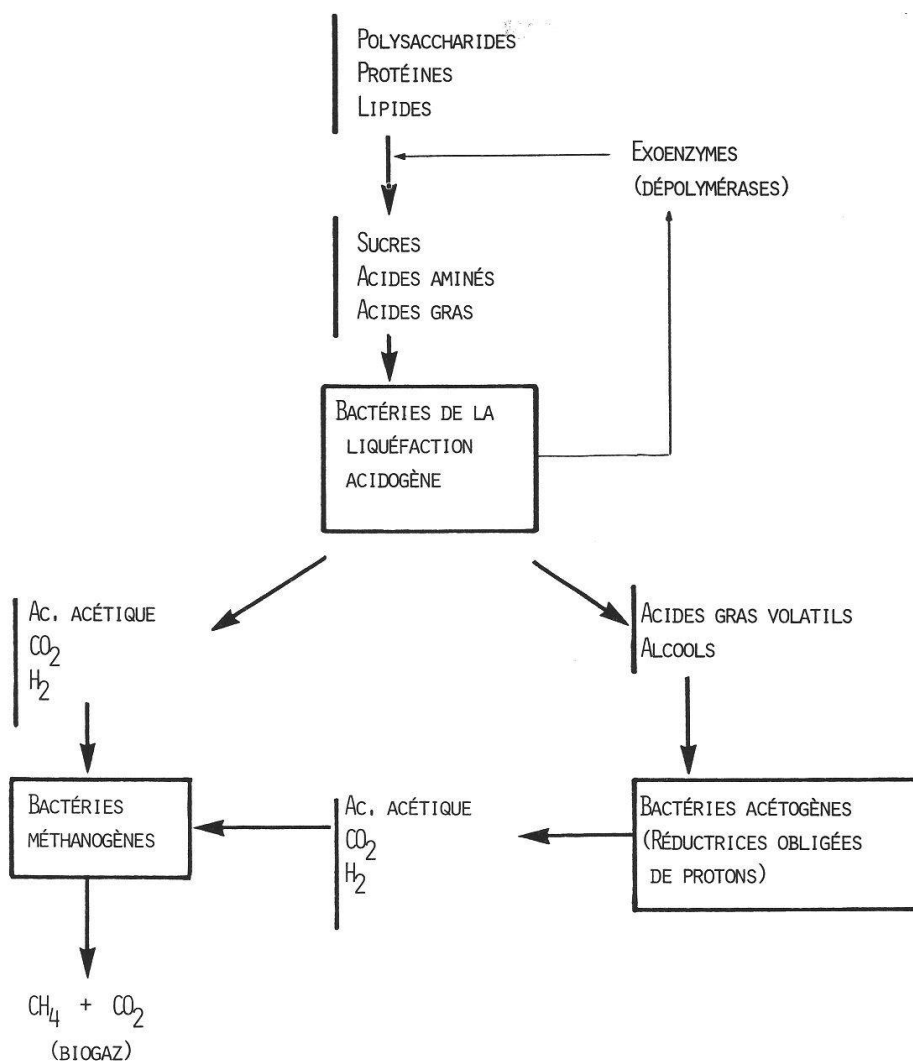 POLYSACCHARIDES
PROTÉINES
LIPIDES
EXOENZYMES
(DÉPOLYMÉRASES)
SUCRES
ACIDES AMINÉS
ACIDES GRAS
BACTÉRIES DE LA
LIQUÉFACTION
ACIDOGÈNE
AC. ACÉTIQUE
CO2
H2
ACIDES GRAS VOLATILS
ALCOOLS
BACTÉRIES
MÉTHANOGÈNES
AC. ACÉTIQUE
CO2
H2
BACTÉRIES ACÉTOGÈNES
(RÉDUCTRICES OBLIGÉES
DE PROTONS)
CH4 + CO2
(BIOGAZ)